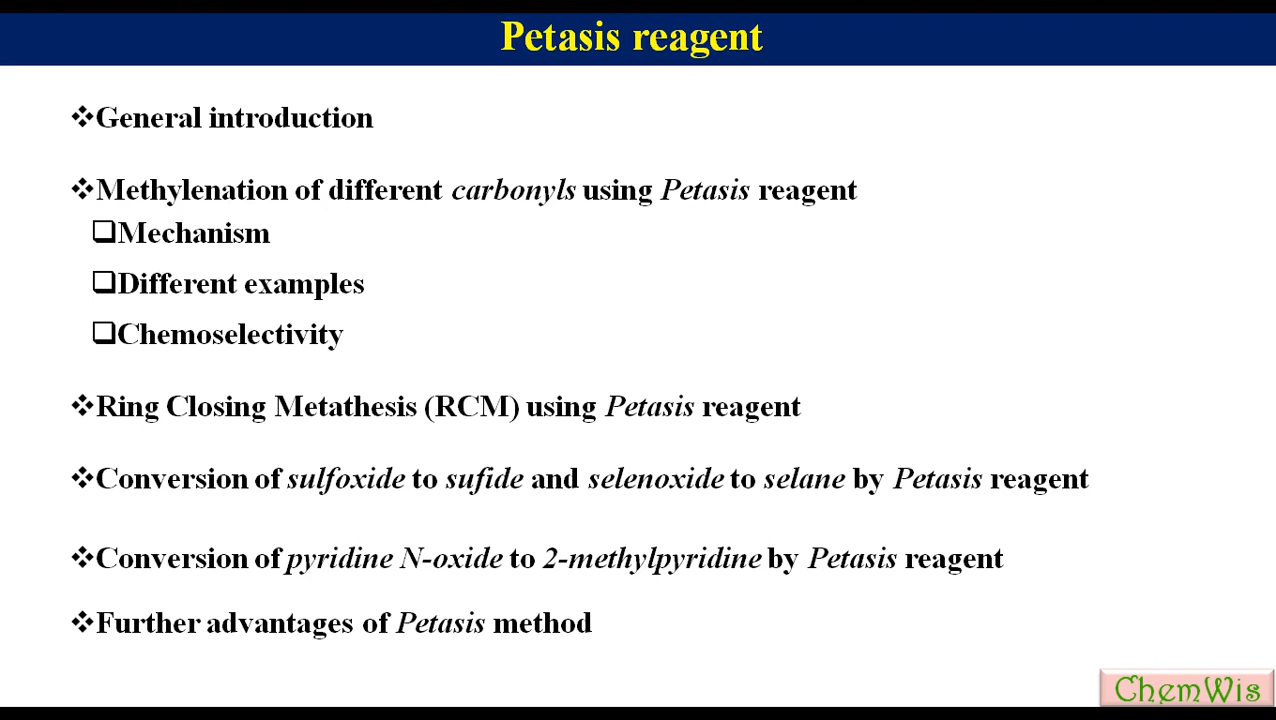 Petasis reagent
❖General introduction
❖Methylenation of different carbonyls using Petasis reagent
❑Mechanism
❑Different examples
❑Chemoselectivity
❖Ring Closing Metathesis (RCM) using Petasis reagent
❖Conversion of sulfoxide to sufide and selenoxide to selane by Petasis reagent
❖Conversion of pyridine N-oxide to 2-methylpyridine by Petasis reagent
❖Further advantages of Petasis method
ChemWis